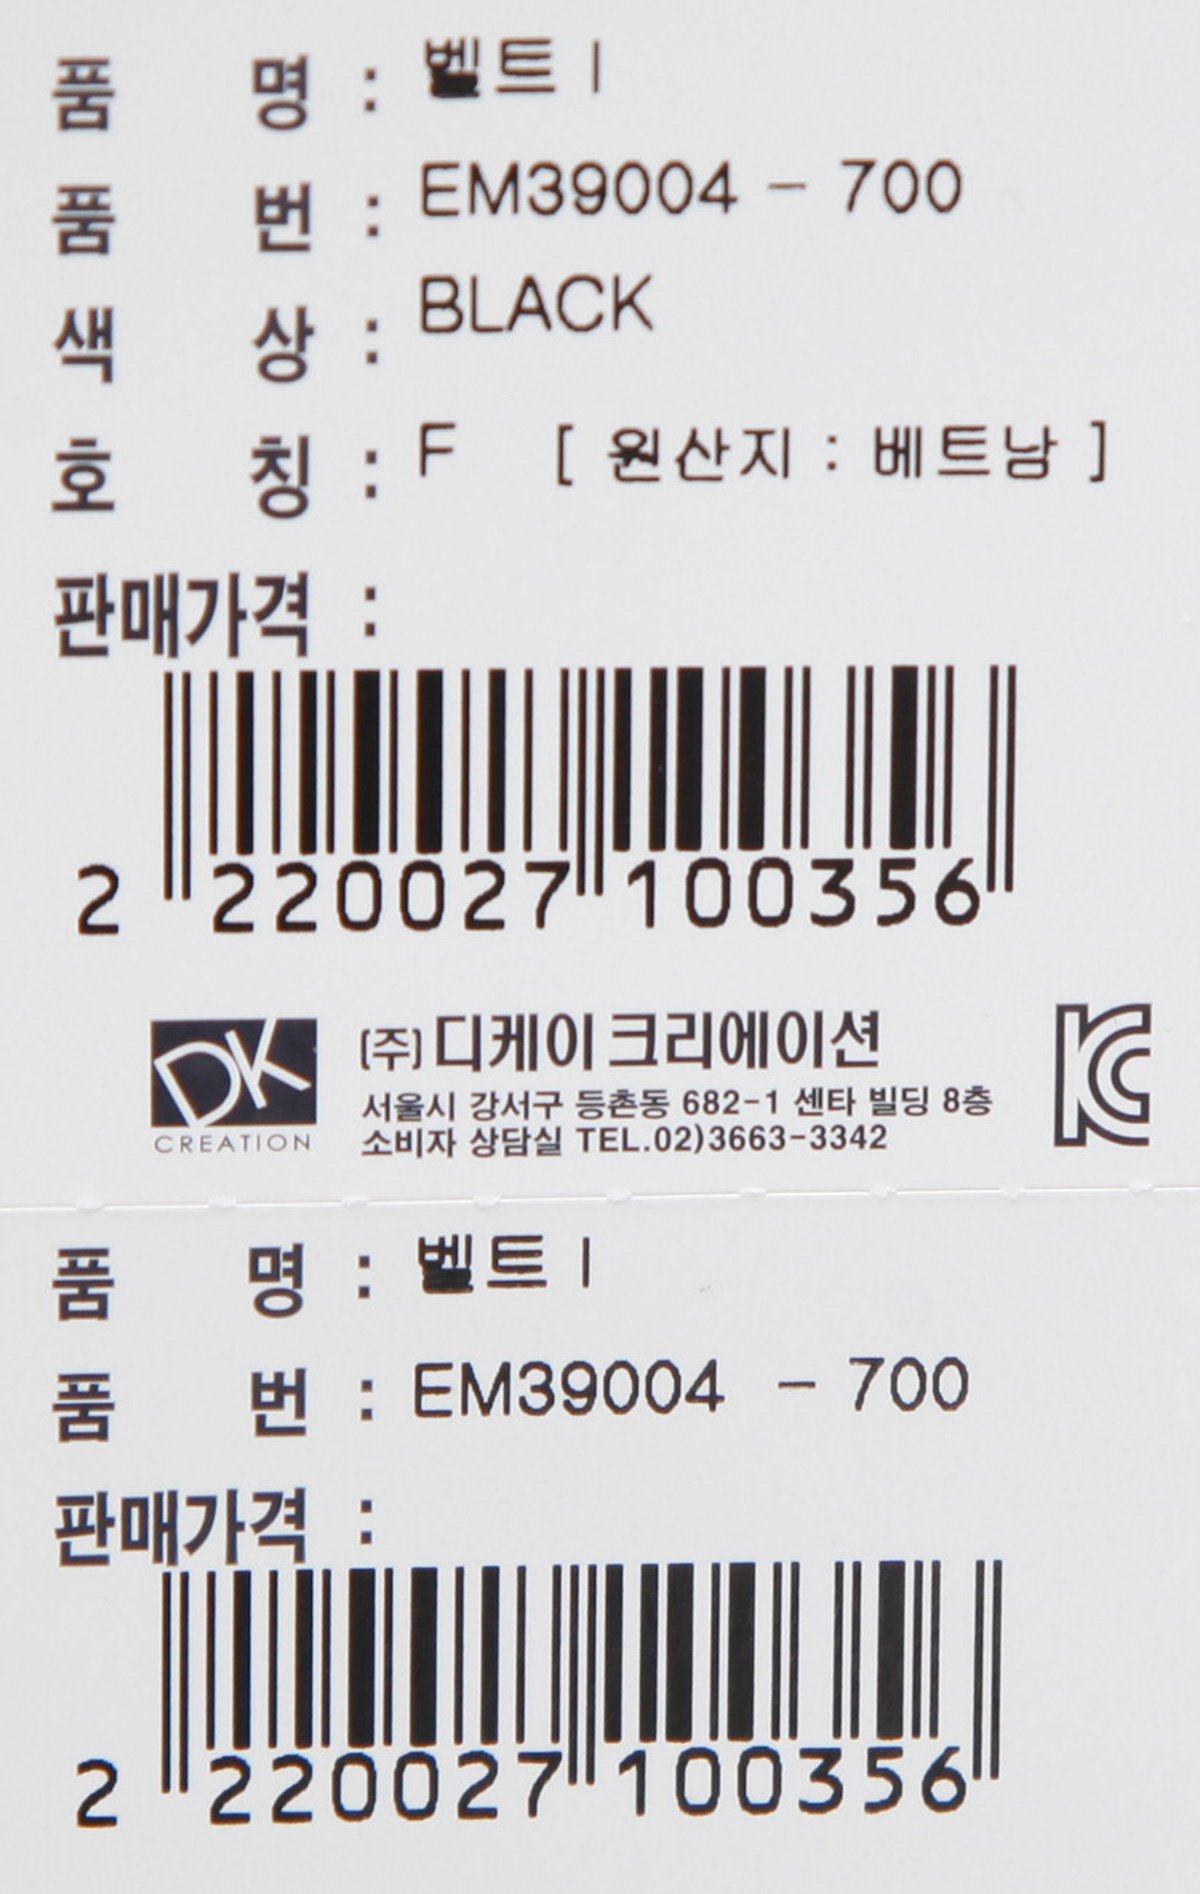 품 명 : 벨트 I
품 번 : EM39004 - 700
색 상 : BLACK
호 칭 : F [ 원산지 : 베트남 ]
판매가격 :
2 220027 100356
DK
CREATION
(주) 디케이 크리에이션
서울시 강서구 등촌동 682-1 센타 빌딩 8층
소비자 상담실 TEL.02)3663-3342
KC
품 명 : 벨트 I
품 번 : EM39004 - 700
판매가격 :
2 220027 100356